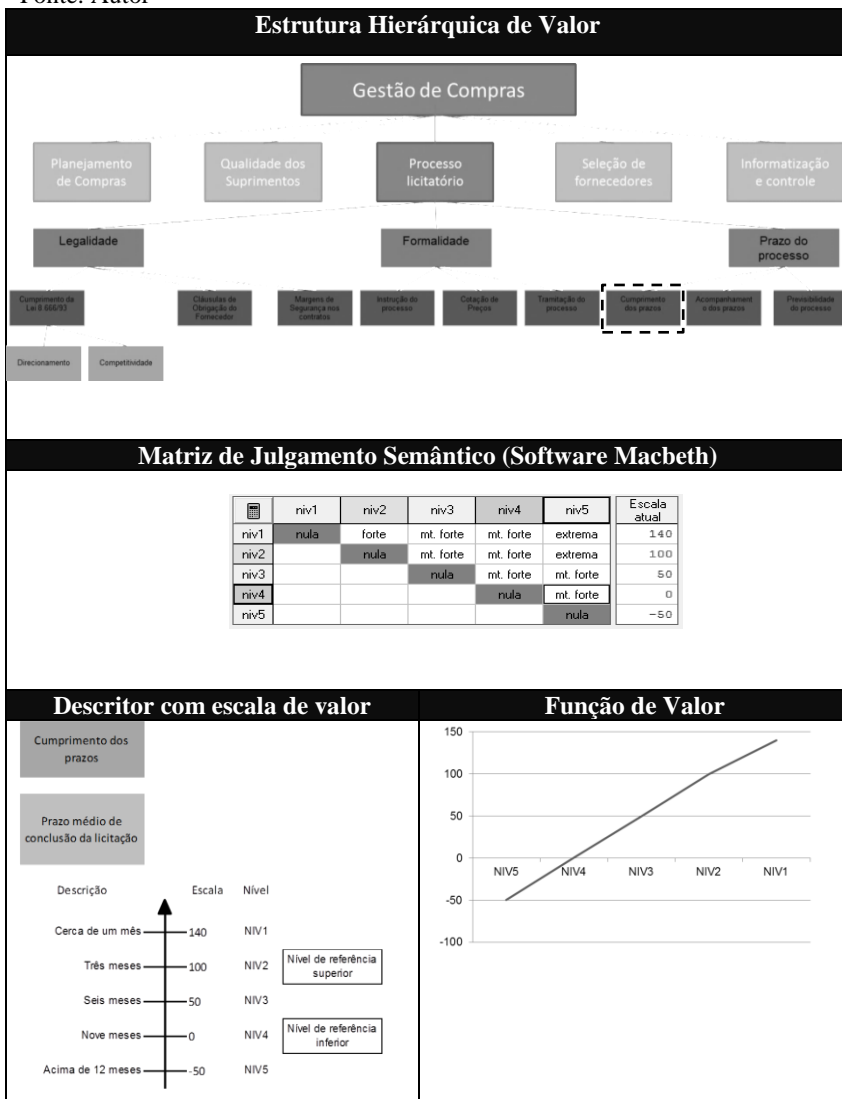 Fonte: Autor
Estrutura Hierárquica de Valor
Gestão de Compras
Planejamento
de Compras
Qualidade dos
Suprimentos
Processo
licitatório
Seleção de
fornecedores
Informatização
e controle
Legalidade
Formalidade
Prazo do
processo
Cumprimento da
Lei 8.666/93
Cláusulas de
Obrigação do
Fornecedor
Margens de
Segurança nos
contratos
Instrução do
processo
Cotação de
Preços
Tramitação do
processo
Cumprimento
dos prazos
Acompanhament
o dos prazos
Previsibilidade
do processo
Direcionamento
Competitividade
Matriz de Julgamento Semântico (Software Macbeth)
niv1 niv2 niv3 niv4 niv5 Escala
atual
niv1 nula forte mt. forte mt. forte extrema 140
niv2 nula mt. forte mt. forte extrema 100
niv3 nula mt. forte mt. forte 50
niv4 nula mt. forte 0
niv5 nula -50
Descritor com escala de valor
Cumprimento dos
prazos
Prazo médio de
conclusão da licitação
Descrição Escala Nível
Cerca de um mês 140 NIV1
Três meses 100 NIV2 Nível de referência
superior
Seis meses 50 NIV3
Nove meses 0 NIV4 Nível de referência
inferior
Acima de 12 meses -50 NIV5
Função de Valor
150
100
50
0
NIV5 NIV4 NIV3 NIV2 NIV1
-50
-100